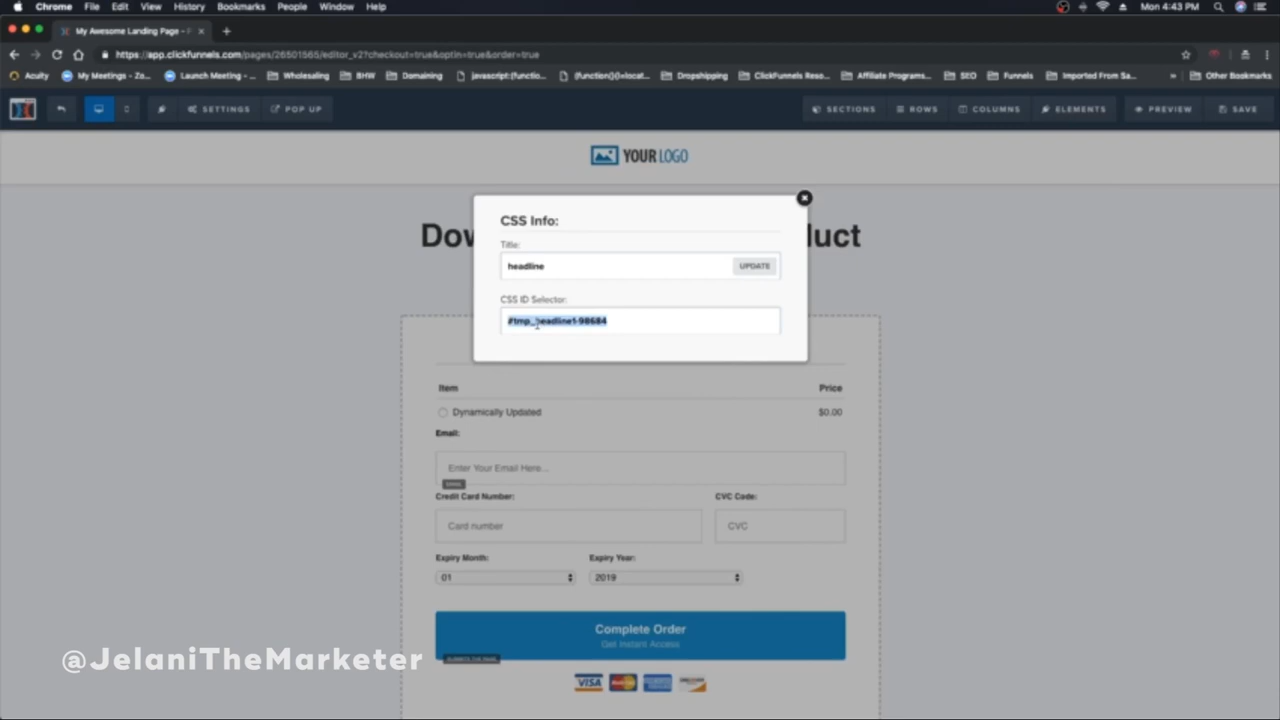 Chrome File Edit View History Bookmarks People Window Help Mon 4:43 PM
My Awesome Landing Page - F
https://app.clickfunnels.com/pages/26501565/editor_v2?checkout=true&optin=true&order=true
Acuity My Meetings - Zo... Launch Meeting - ... Wholesaling BHW Domaining javascript:(functio... (function(){l=locat... Dropshipping ClickFunnels Reso... Affiliate Programs... SEO Funnels Imported From Sa... » Other Bookmarks
SETTINGS POP UP SECTIONS ROWS COLUMNS ELEMENTS PREVIEW SAVE
YOUR LOGO
Dow duct
CSS Info:
Title:
headline UPDATE
CSS ID Selector:
#tmp_headline1-98684
Item Price
Dynamically Updated $0.00
Email:
Enter Your Email Here...
Credit Card Number: CVC Code:
Card number CVC
Expiry Month: Expiry Year:
01 2019
Complete Order
Get Instant Access
@JelaniTheMarketer
VISA MasterCard